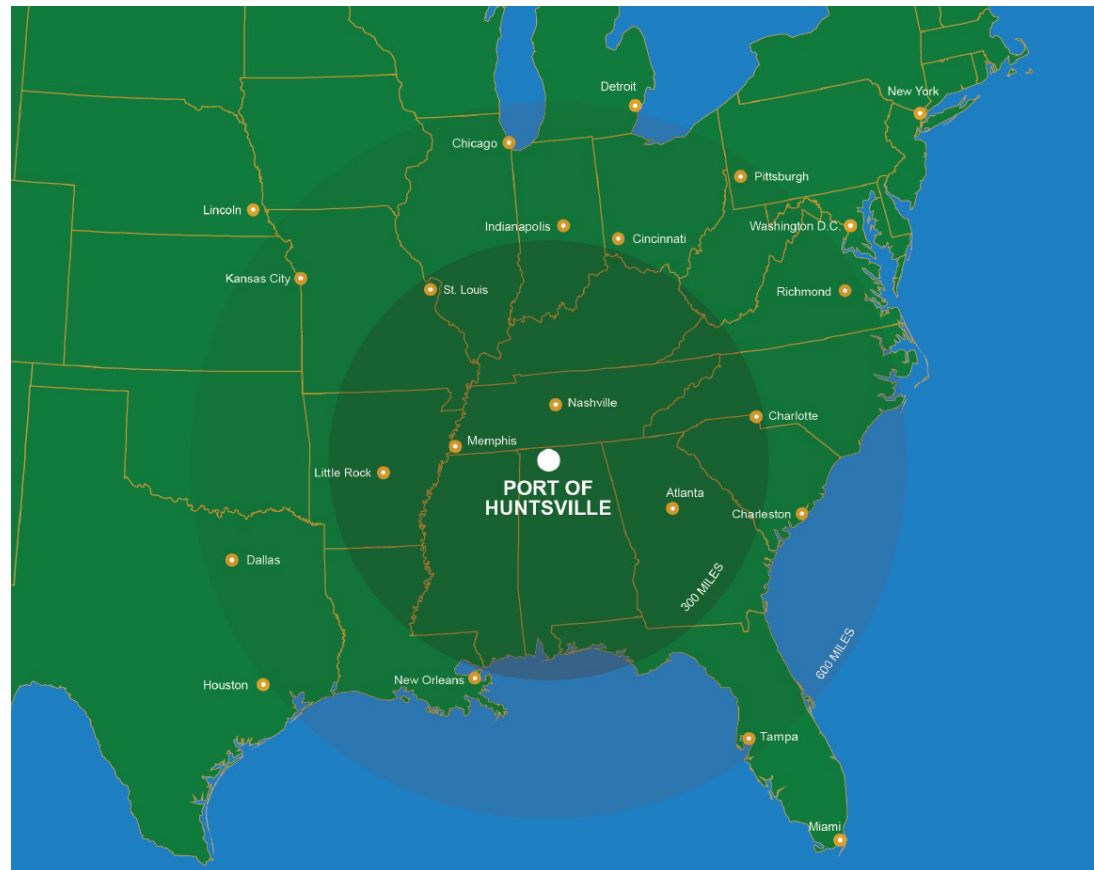 Detroit
New York
Chicago
Pittsburgh
Lincoln
Indianapolis
Washington D.C.
Cincinnati
Kansas City
St. Louis
Richmond
Nashville
Charlotte
Memphis
Little Rock
PORT OF
HUNTSVILLE
Atlanta
Charleston
Dallas
300 MILES
600 MILES
New Orleans
Houston
Tampa
Miami